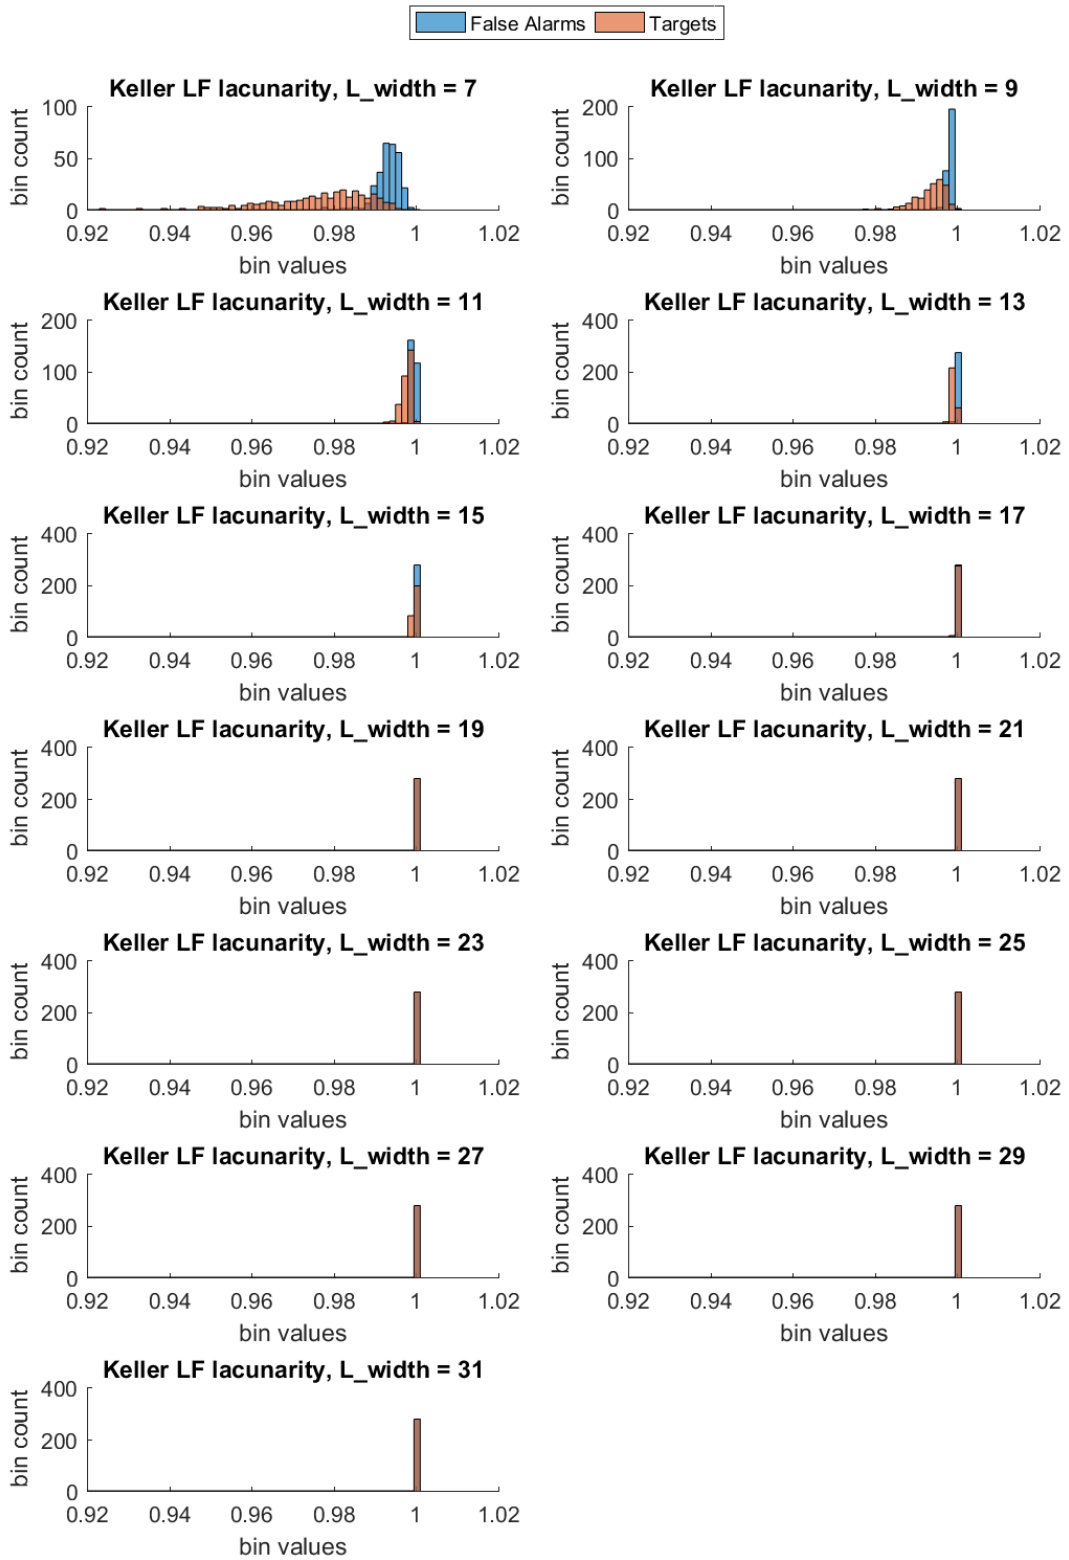 False Alarms Targets
Keller LF lacunarity, L_width = 7
bin count
100
50
0
0.92 0.94 0.96 0.98 1 1.02
bin values
Keller LF lacunarity, L_width = 9
bin count
200
100
0
0.92 0.94 0.96 0.98 1 1.02
bin values
Keller LF lacunarity, L_width = 11
bin count
200
100
0
0.92 0.94 0.96 0.98 1 1.02
bin values
Keller LF lacunarity, L_width = 13
bin count
400
200
0
0.92 0.94 0.96 0.98 1 1.02
bin values
Keller LF lacunarity, L_width = 15
bin count
400
200
0
0.92 0.94 0.96 0.98 1 1.02
bin values
Keller LF lacunarity, L_width = 17
bin count
400
200
0
0.92 0.94 0.96 0.98 1 1.02
bin values
Keller LF lacunarity, L_width = 19
bin count
400
200
0
0.92 0.94 0.96 0.98 1 1.02
bin values
Keller LF lacunarity, L_width = 21
bin count
400
200
0
0.92 0.94 0.96 0.98 1 1.02
bin values
Keller LF lacunarity, L_width = 23
bin count
400
200
0
0.92 0.94 0.96 0.98 1 1.02
bin values
Keller LF lacunarity, L_width = 25
bin count
400
200
0
0.92 0.94 0.96 0.98 1 1.02
bin values
Keller LF lacunarity, L_width = 27
bin count
400
200
0
0.92 0.94 0.96 0.98 1 1.02
bin values
Keller LF lacunarity, L_width = 29
bin count
400
200
0
0.92 0.94 0.96 0.98 1 1.02
bin values
Keller LF lacunarity, L_width = 31
bin count
400
200
0
0.92 0.94 0.96 0.98 1 1.02
bin values